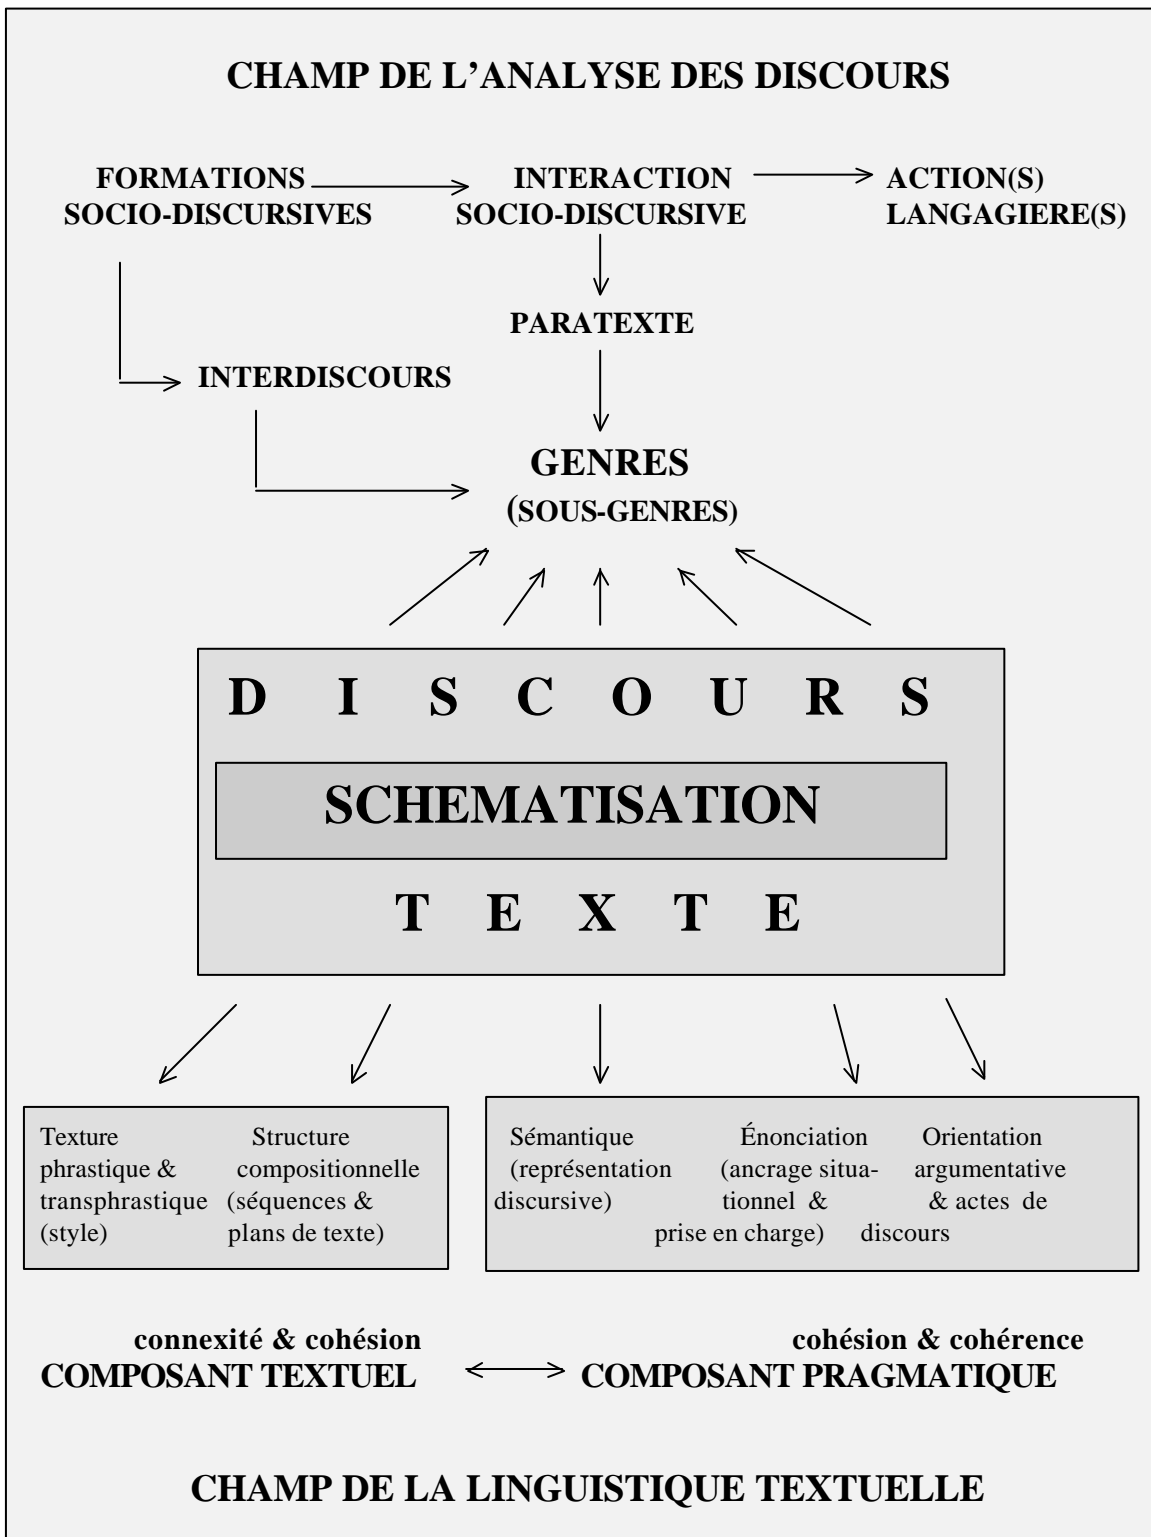 CHAMP DE L’ANALYSE DES DISCOURS
FORMATIONS INTERACTION ACTION(S)
SOCIO-DISCURSIVES SOCIO-DISCURSIVE LANGAGIERE(S)
PARATEXTE
INTERDISCOURS
GENRES
(SOUS-GENRES)
D I S C O U R S
SCHEMATISATION
T E X T E
Texture Structure
phrastique & compositionnelle
transphrastique (séquences &
(style) plans de texte)
Sémantique Énonciation Orientation
(représentation (ancrage situa- argumentative
discursive) tionnel & & actes de
prise en charge) discours
connexité & cohésion cohésion & cohérence
COMPOSANT TEXTUEL COMPOSANT PRAGMATIQUE
CHAMP DE LA LINGUISTIQUE TEXTUELLE